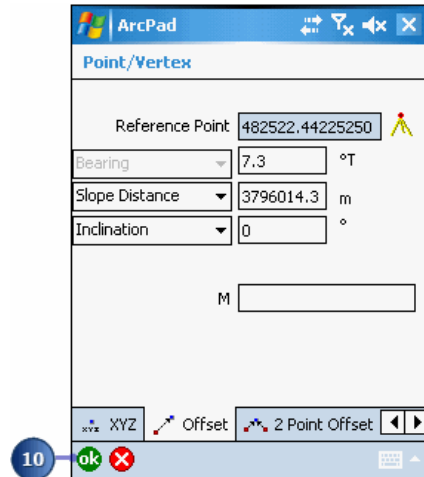 ArcPad
Point/Vertex
Reference Point 482522.44225250
Bearing 7.3 °T
Slope Distance 3796014.3 m
Inclination 0 °
M
XYZ XYZ Offset 2 Point Offset
10 ok